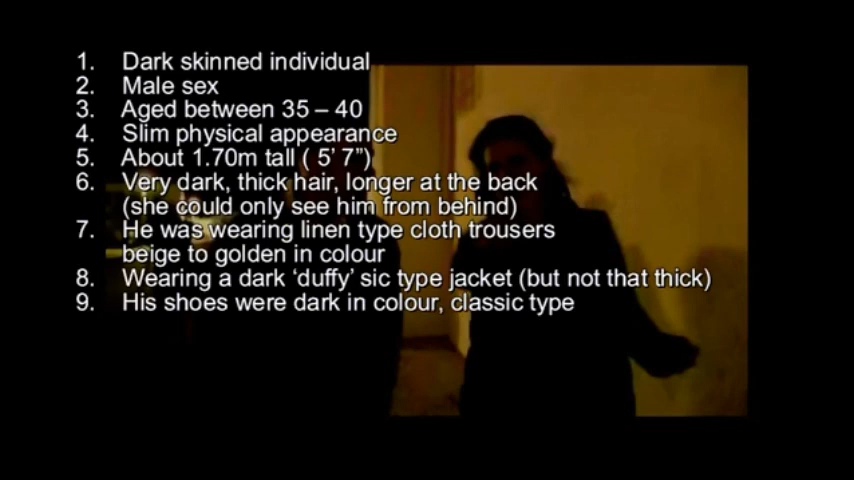 1. Dark skinned individual
2. Male sex
3. Aged between 35 – 40
4. Slim physical appearance
5. About 1.70m tall ( 5’ 7”)
6. Very dark, thick hair, longer at the back
(she could only see him from behind)
7. He was wearing linen type cloth trousers
beige to golden in colour
8. Wearing a dark ‘duffy’ sic type jacket (but not that thick)
9. His shoes were dark in colour, classic type